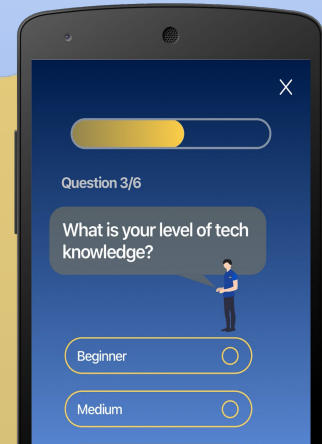 X
Question 3/6
What is your level of tech
knowledge?
Beginner
Medium